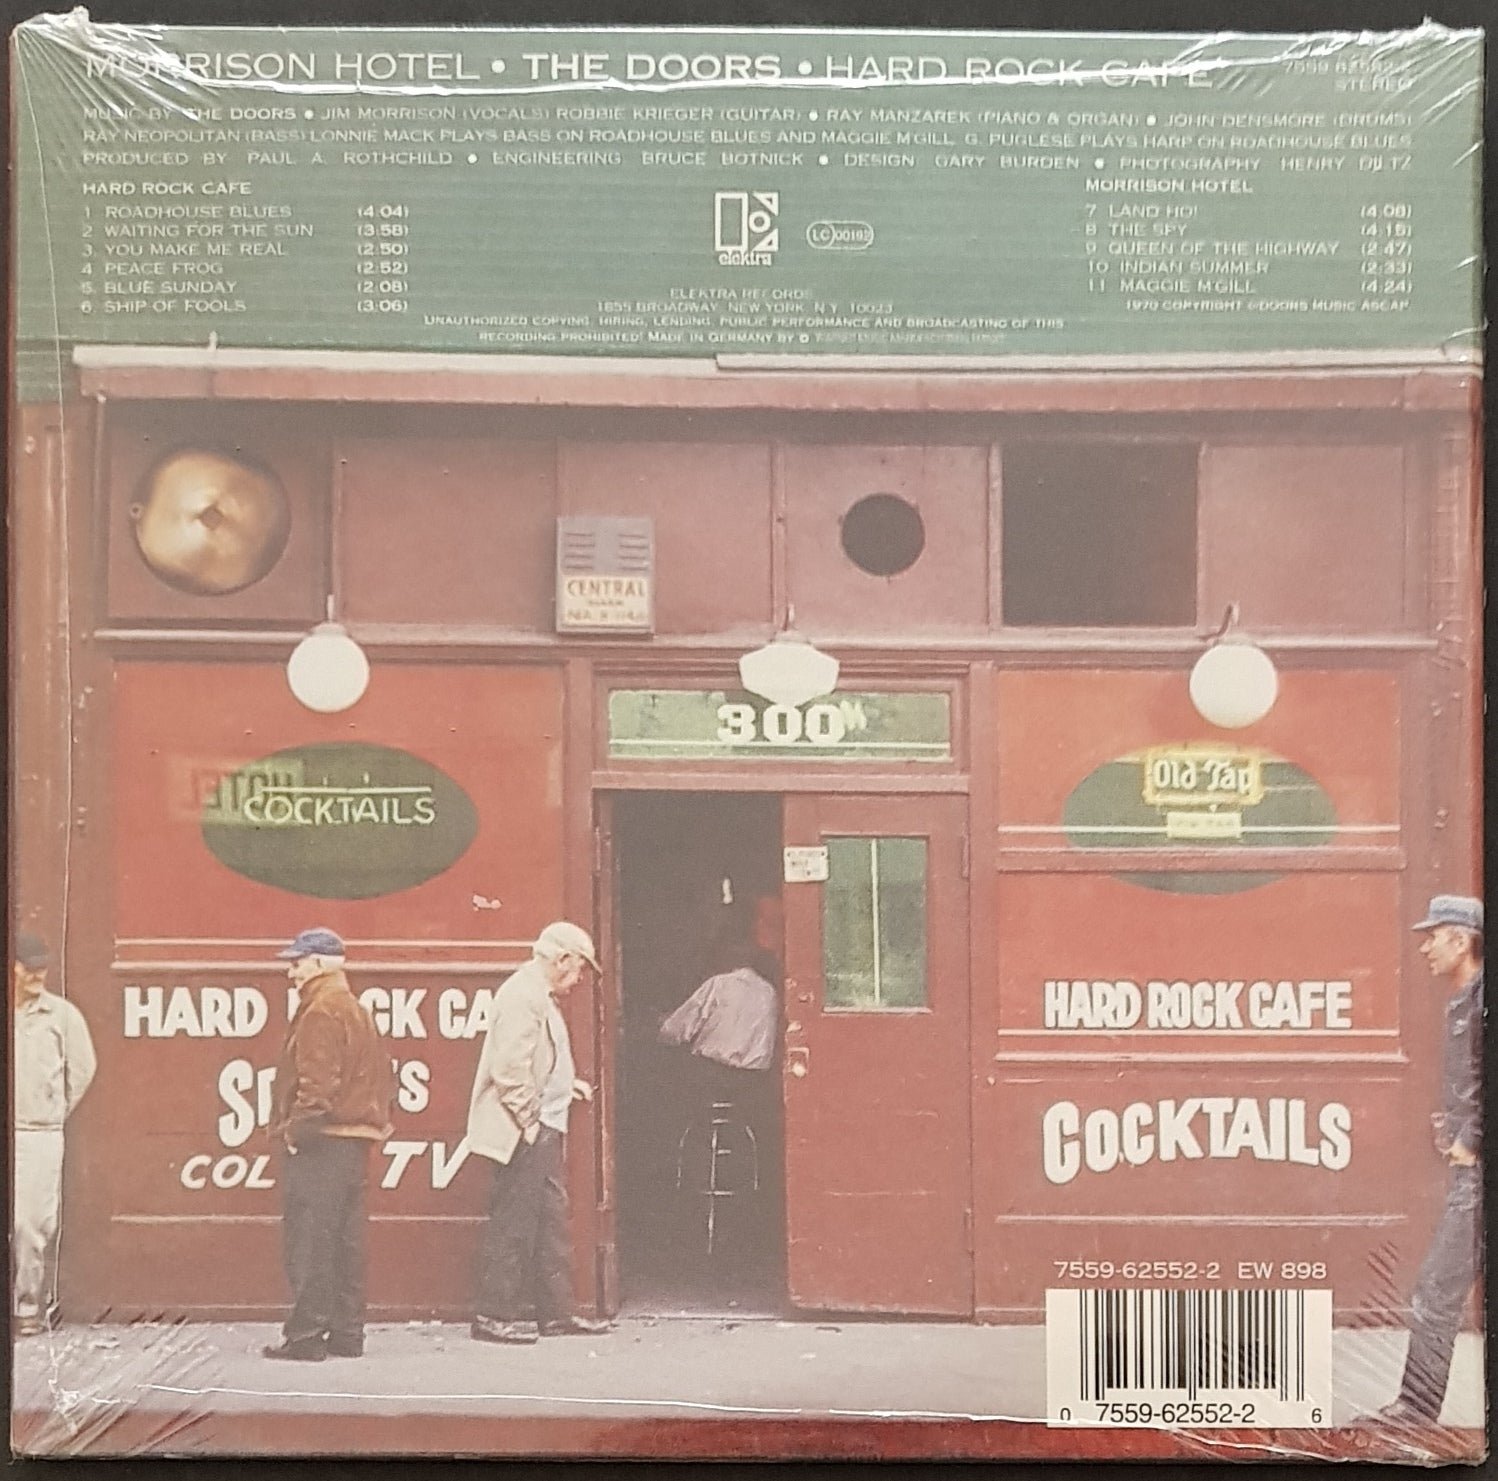 MORRISON HOTEL • THE DOORS • HARD ROCK CAFE
STEREO
MUSIC BY THE DOORS • JIM MORRISON (VOCALS) ROBBIE KRIEGER (GUITAR) • RAY MANZAREK (PIANO & ORGAN) • JOHN DENSMORE (DRUMS)
RAY NEOPOLITAN (BASS) LONNIE MACK PLAYS BASS ON ROADHOUSE BLUES AND MAGGIE M'GILL, G. PUGLESE PLAYS HARP ON ROADHOUSE BLUES
PRODUCED BY PAUL A. ROTHCHILD • ENGINEERING BRUCE BOTNICK • DESIGN GARY BURDEN • PHOTOGRAPHY HENRY DILTZ
HARD ROCK CAFE
1 ROADHOUSE BLUES (4:04)
2 WAITING FOR THE SUN (3:58)
3. YOU MAKE ME REAL (2:50)
4 PEACE FROG (2:52)
5. BLUE SUNDAY (2:08)
6 SHIP OF FOOLS (3:06)
elektra
LC 00192
MORRISON HOTEL
7 LAND HO! (4:08)
8 THE SPY (4:15)
9 QUEEN OF THE HIGHWAY (2:47)
10 INDIAN SUMMER (2:33)
11 MAGGIE M'GILL (4:24)
1970 COPYRIGHT ©DOORS MUSIC ASCAP
ELEKTRA RECORDS
1855 BROADWAY, NEW YORK, N.Y. 10023
UNAUTHORIZED COPYING, HIRING, LENDING, PUBLIC PERFORMANCE AND BROADCASTING OF THIS
RECORDING PROHIBITED! MADE IN GERMANY BY
CENTRAL
300
HOTEL
COCKTAILS
Old Tap
HARD ROCK CA
S 'S
COL TV
HARD ROCK CAFE
COCKTAILS
7559-62552-2 EW 898
0 7559-62552-2 6